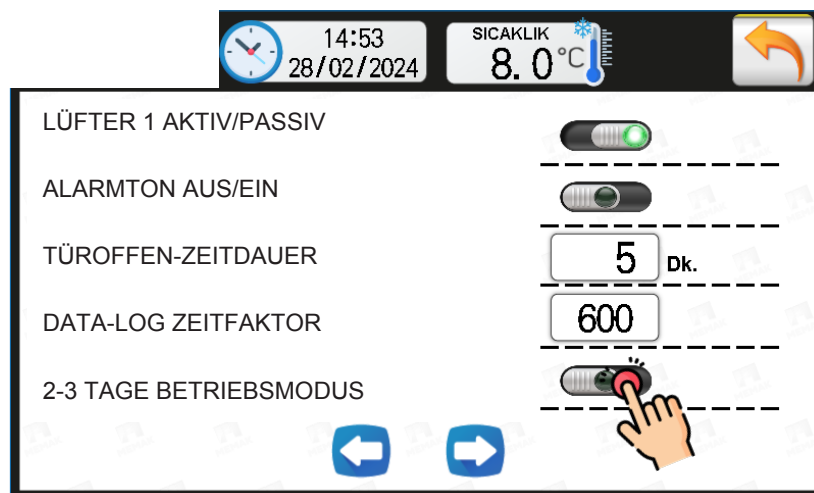 14:53
28/02/2024
SICAKLIK
8.0°C
LÜFTER 1 AKTIV/PASSIV
ALARMTON AUS/EIN
TÜROFFEN-ZEITDAUER
5 Dk.
DATA-LOG ZEITFAKTOR
600
2-3 TAGE BETRIEBSMODUS